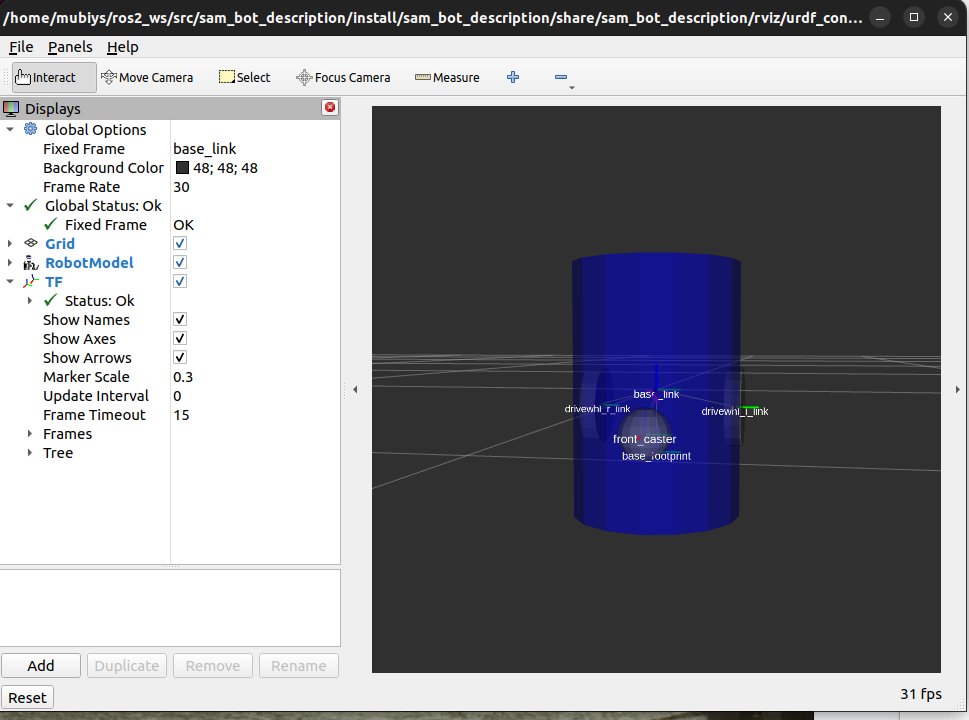 /home/mubiys/ros2_ws/src/sam_bot_description/install/sam_bot_description/share/sam_bot_description/rviz/urdf_con...
File Panels Help
Interact Move Camera Select Focus Camera Measure
Displays
Global Options
Fixed Frame base_link
Background Color 48; 48; 48
Frame Rate 30
Global Status: Ok
Fixed Frame OK
Grid
RobotModel
TF
Status: Ok
Show Names
Show Axes
Show Arrows
Marker Scale 0.3
Update Interval 0
Frame Timeout 15
Frames
Tree
base_link
drivewhl_r_link
drivewhl_l_link
front_caster
base_footprint
Add Duplicate Remove Rename
Reset
31 fps